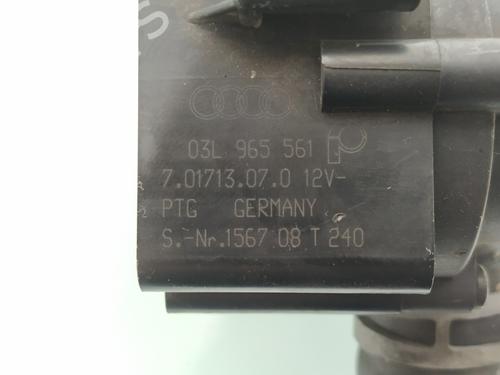 03L 965 561
7.01713.07.0 12V-
PTG GERMANY
S.-Nr.1567 08 T 240